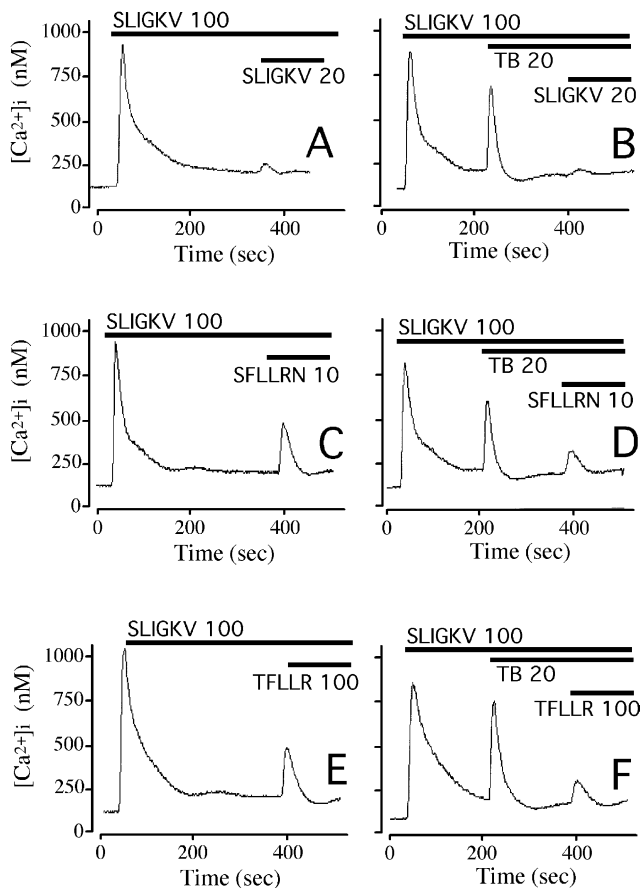 SLIGKV 100
SLIGKV 20
A
[Ca2+]i (nM)
1000
750
500
250
0
0 200 400
Time (sec)
SLIGKV 100
TB 20
SLIGKV 20
B
0 200 400
Time (sec)
SLIGKV 100
SFLLRN 10
C
[Ca2+]i (nM)
1000
750
500
250
0
0 200 400
Time (sec)
SLIGKV 100
TB 20
SFLLRN 10
D
0 200 400
Time (sec)
SLIGKV 100
TFLLR 100
E
[Ca2+]i (nM)
1000
750
500
250
0
0 200 400
Time (sec)
SLIGKV 100
TB 20
TFLLR 100
F
0 200 400
Time (sec)